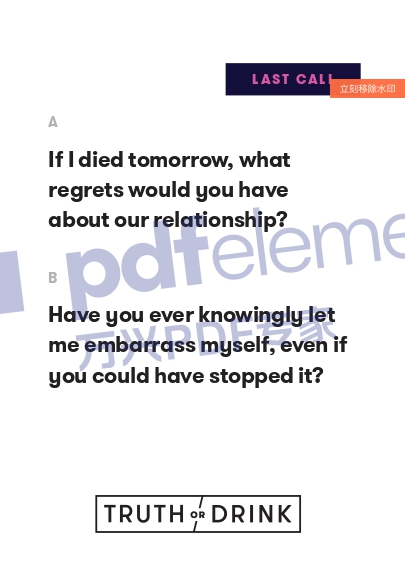 LAST CALL
立刻移除水印
A
If I died tomorrow, what
regrets would you have
about our relationship?
pdfeleme
B
Have you ever knowingly let
me embarrass myself, even if
you could have stopped it?
万兴PDF专家
TRUTH OR DRINK